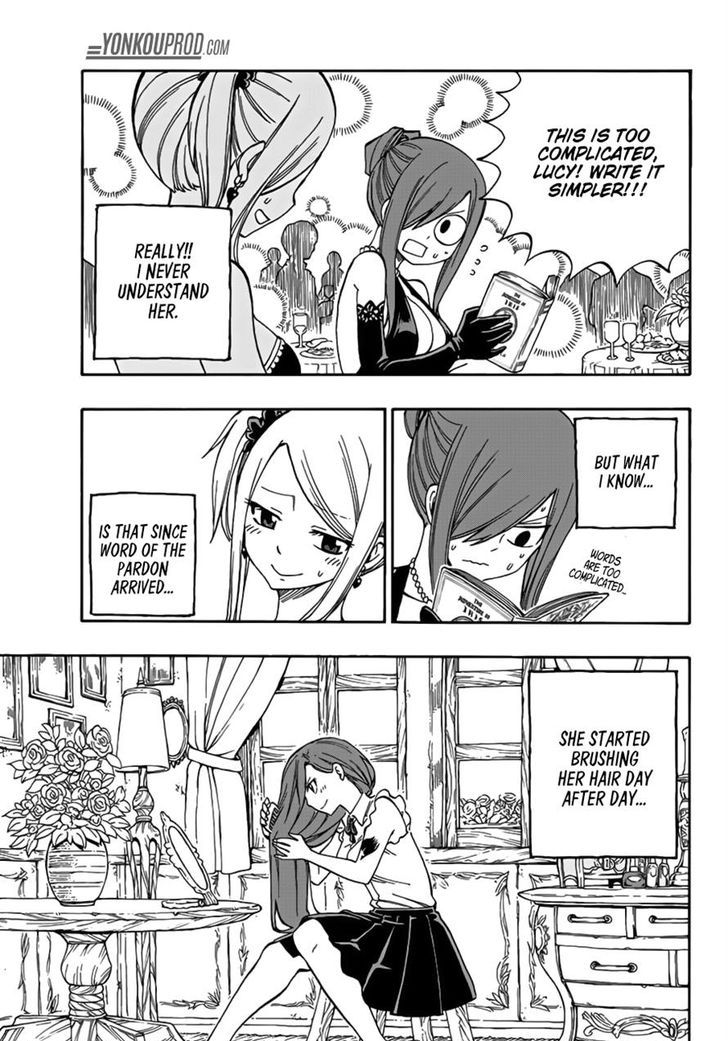 =YONKOUPROD.COM
THIS IS TOO
COMPLICATED,
LUCY! WRITE IT
SIMPLER!!!
REALLY!!
I NEVER
UNDERSTAND
HER.
BUT WHAT
I KNOW...
WORDS
ARE TOO
COMPLICATED...
IS THAT SINCE
WORD OF THE
PARDON
ARRIVED...
SHE STARTED
BRUSHING
HER HAIR DAY
AFTER DAY...